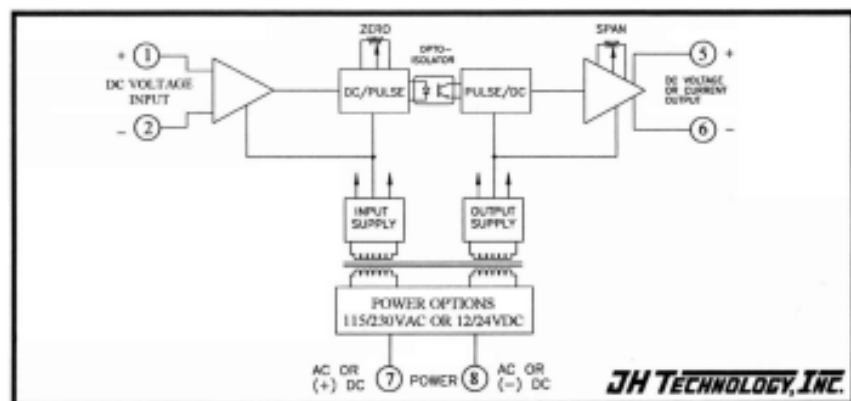 ZERO
SPAN
OPTO-
ISOLATOR
+ 1
5 +
DC VOLTAGE
INPUT
DC/PULSE
PULSE/DC
DC VOLTAGE
OR CURRENT
OUTPUT
− 2
6 −
INPUT
SUPPLY
OUTPUT
SUPPLY
POWER OPTIONS
115/230VAC OR 12/24VDC
AC OR
(+) DC
7 POWER 8
AC OR
(−) DC
JH TECHNOLOGY, INC.